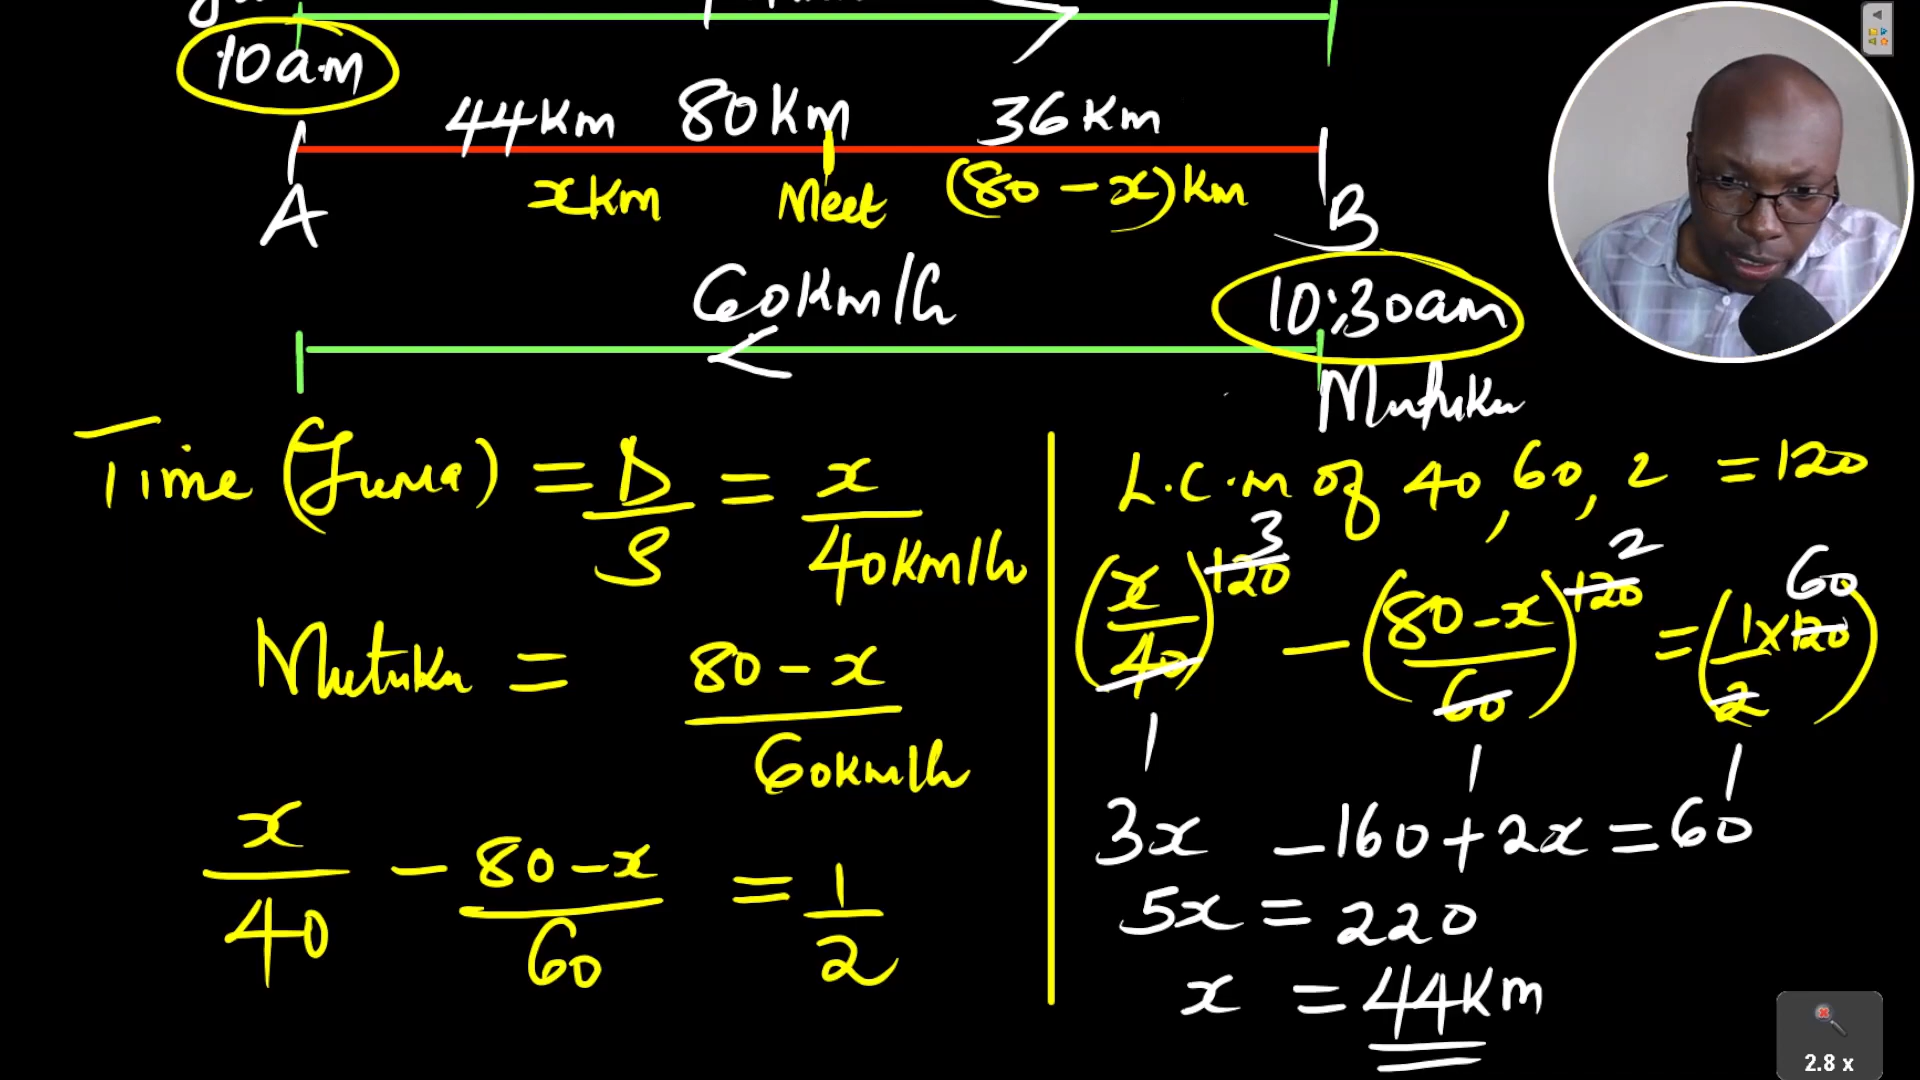 10a.m
44km 80km 36km
A xkm Meet (80 - x)km B
60km/h 10:30am
Mutuku
Time (Juma) = D/S = x/40km/h
Mutuku = 80 - x/60km/h
x/40 - 80 - x/60 = 1/2
L.C.M of 40, 60, 2 = 120
(x/40)120 3 - (80 - x/60)120 2 = (1/2 x 120) 60
1 1 1
3x - 160 + 2x = 60
5x = 220
x = 44km
2.8 x